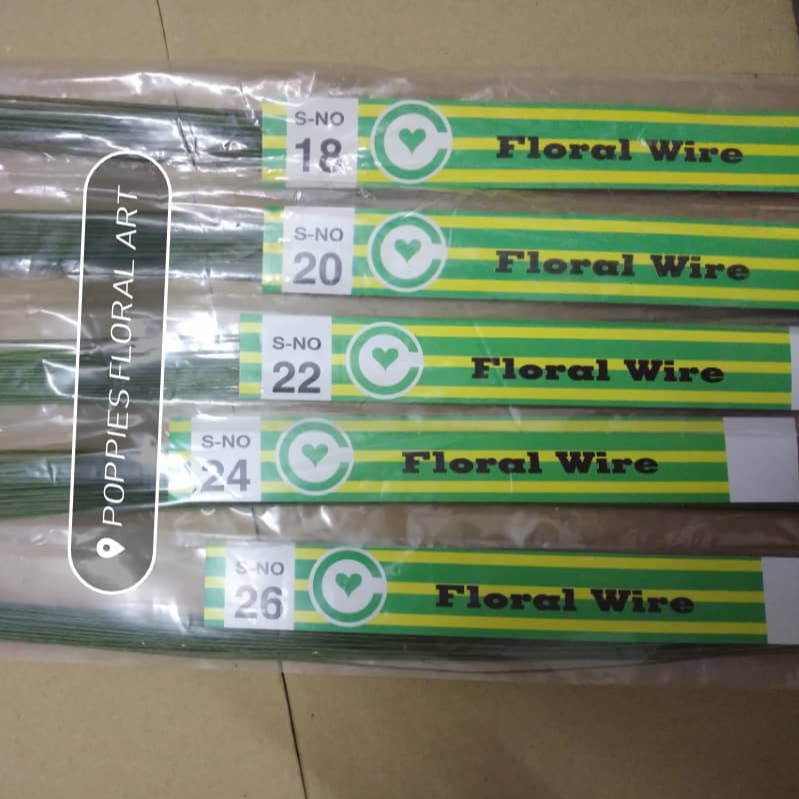 S-NO
18
Floral Wire
S-NO
20
Floral Wire
S-NO
22
Floral Wire
S-NO
24
Floral Wire
S-NO
26
Floral Wire
POPPIES FLORAL ART